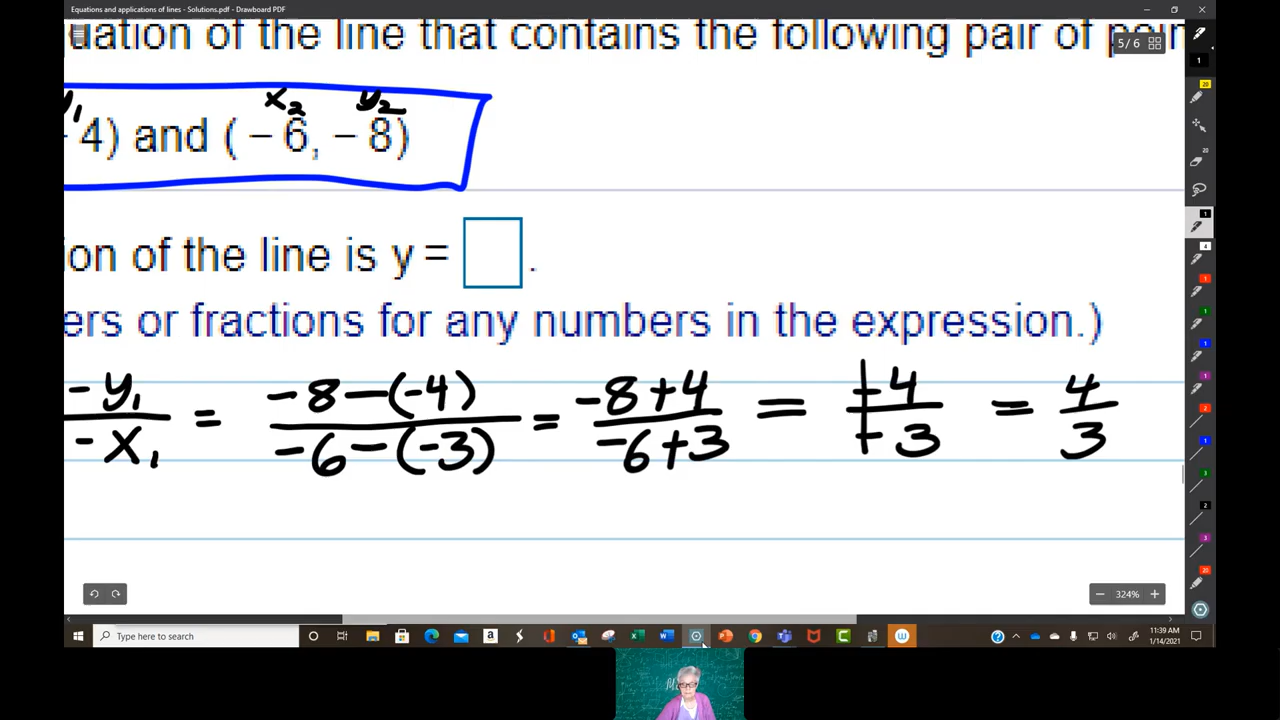 Equations and applications of lines - Solutions.pdf - Drawboard PDF
uation of the line that contains the following pair of poin
5/6
y₁ x₂ y₂
- 4) and ( - 6, - 8)
ion of the line is y = .
ers or fractions for any numbers in the expression.)
- y₁ / - x₁ = -8-(-4) / -6-(-3) = -8+4 / -6+3 = -4 / -3 = 4 / 3
324%
Type here to search
11:39 AM
1/14/2021